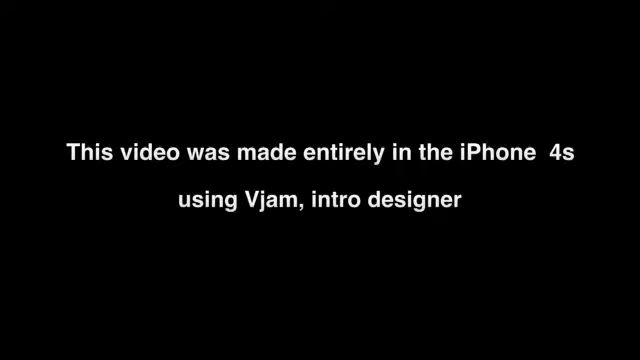 This video was made entirely in the iPhone  4s
using Vjam, intro designer